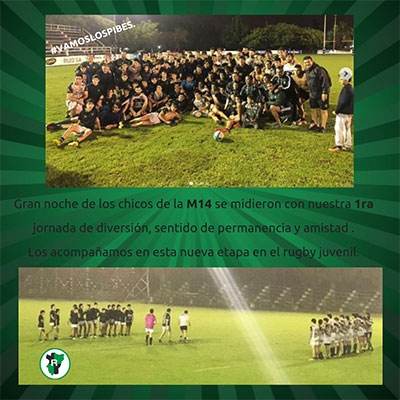 #VAMOSLOSPIBES.
Gran noche de los chicos de la M14 se midieron con nuestra 1ra
jornada de diversión, sentido de permanencia y amistad .
Los acompañamos en esta nueva etapa en el rugby juvenil.